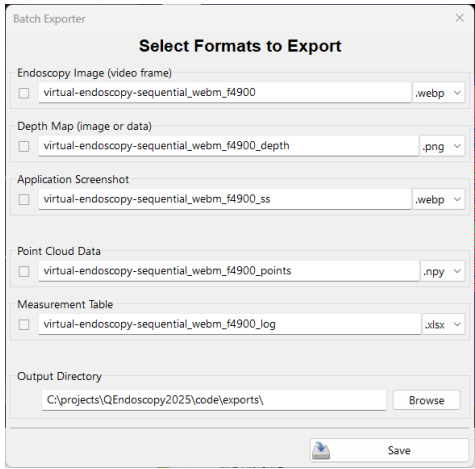 Batch Exporter
Select Formats to Export
Endoscopy Image (video frame)
virtual-endoscopy-sequential_webm_f4900 .webp
Depth Map (image or data)
virtual-endoscopy-sequential_webm_f4900_depth .png
Application Screenshot
virtual-endoscopy-sequential_webm_f4900_ss .webp
Point Cloud Data
virtual-endoscopy-sequential_webm_f4900_points .npy
Measurement Table
virtual-endoscopy-sequential_webm_f4900_log .xlsx
Output Directory
C:\projects\QEndoscopy2025\code\exports\ Browse
Save